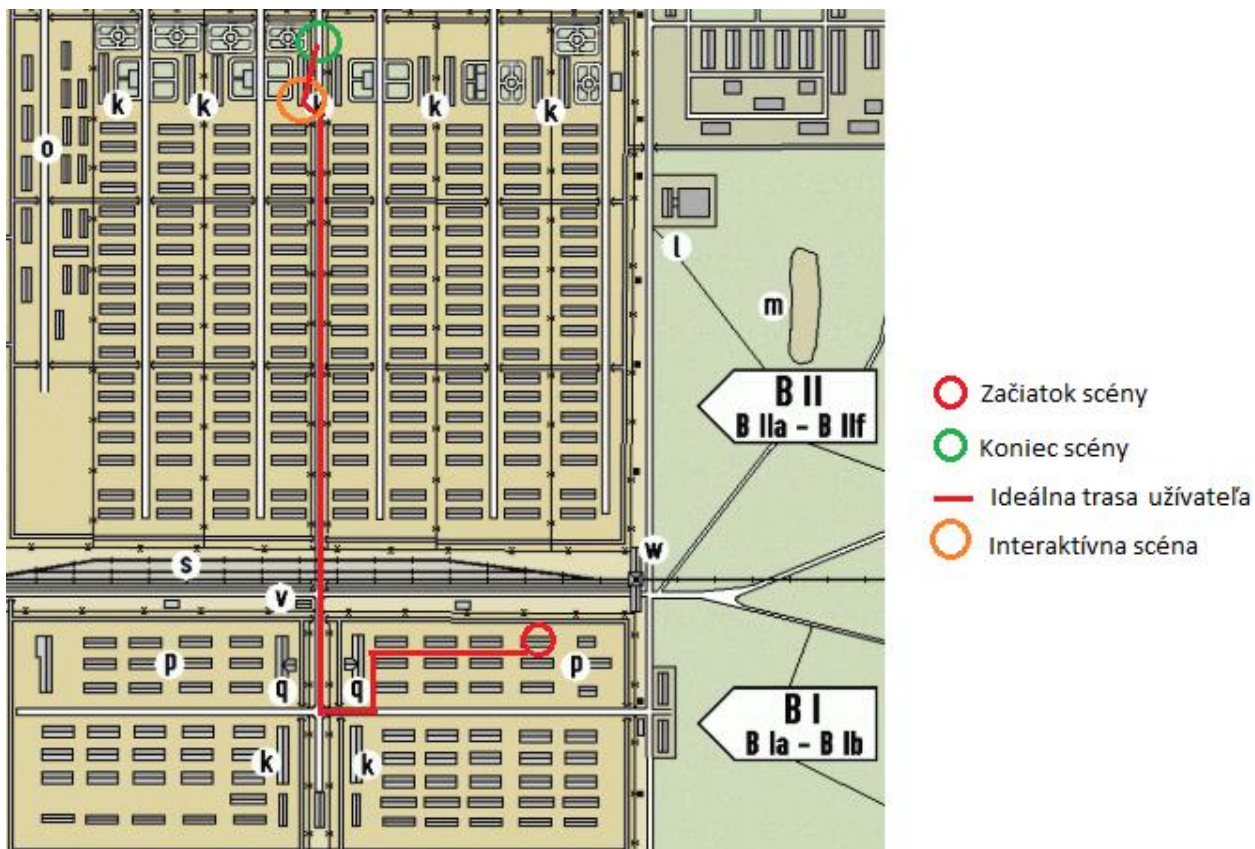 k
k
k
k
k
o
l
m
B II
B IIa - B IIf
Začiatok scény
Koniec scény
Ideálna trasa užívateľa
Interaktívna scéna
s
w
v
p
q
q
p
B I
B Ia - B Ib
k
k